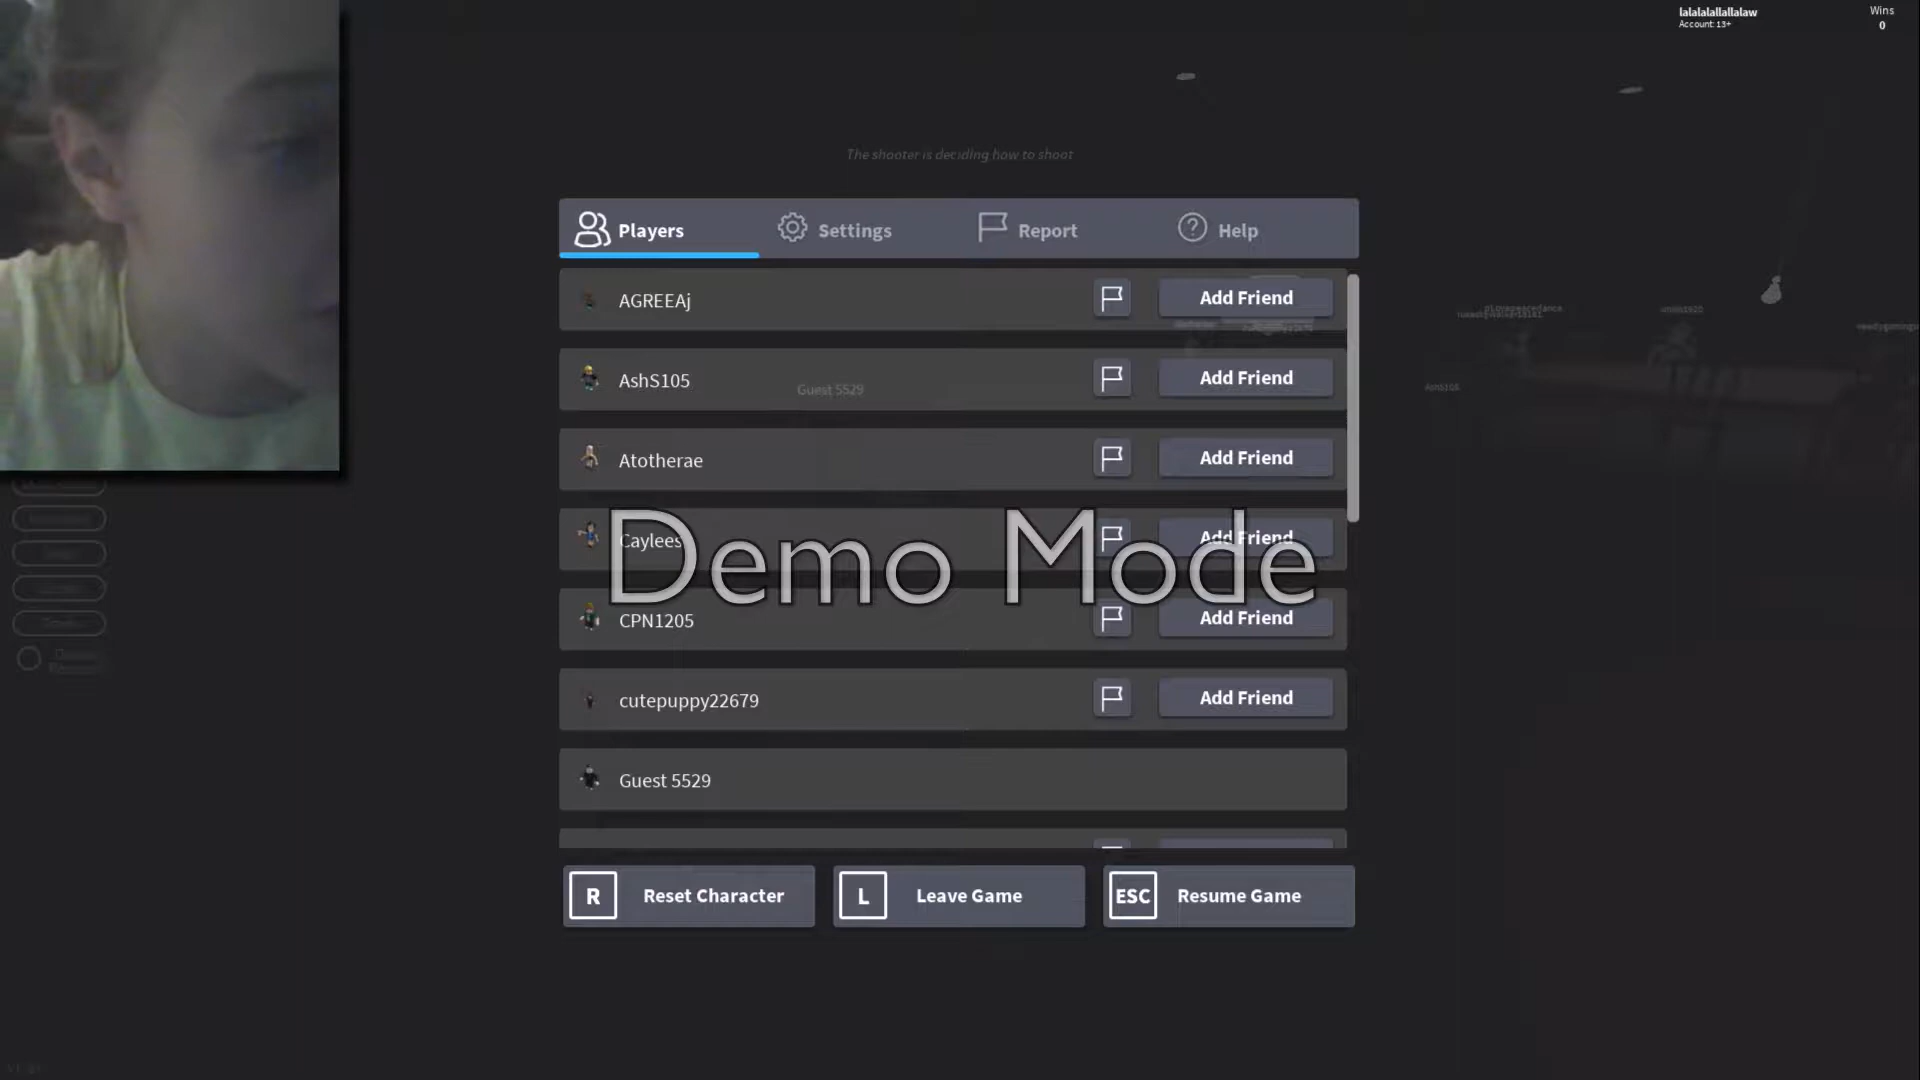 lalalalallallalaw
Account: 13+
Wins
0
The shooter is deciding how to shoot
Players
Settings
Report
Help
AGREEAj
Add Friend
AshS105
Add Friend
Guest 5529
AshS105
Atotherae
Add Friend
Caylees
Add Friend
Demo Mode
CPN1205
Add Friend
cutepuppy22679
Add Friend
Guest 5529
R Reset Character
L Leave Game
ESC Resume Game